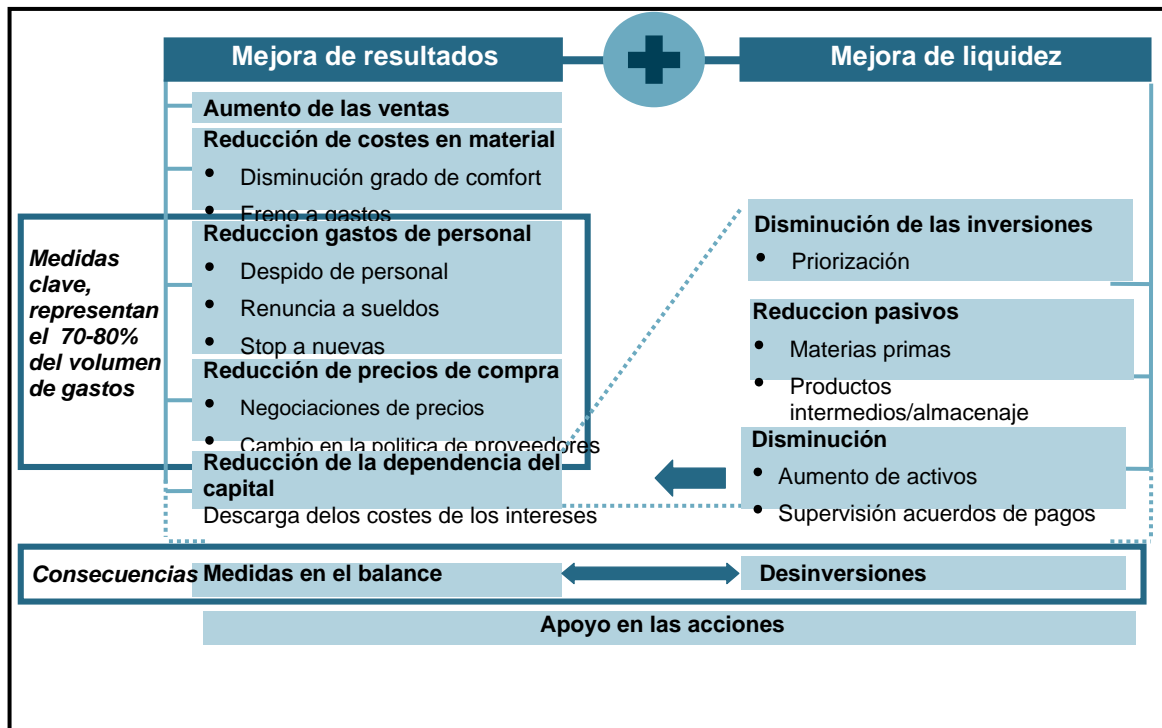 Mejora de resultados
Mejora de liquidez
Aumento de las ventas
Reducción de costes en material
• Disminución grado de comfort
• Freno a gastos
Medidas
clave,
representan
el 70-80%
del volumen
de gastos
Reduccion gastos de personal
• Despido de personal
• Renuncia a sueldos
• Stop a nuevas
Reducción de precios de compra
• Negociaciones de precios
• Cambio en la politica de proveedores
Reducción de la dependencia del
capital
Descarga delos costes de los intereses
Disminución de las inversiones
• Priorización
Reduccion pasivos
• Materias primas
• Productos
intermedios/almacenaje
Disminución
• Aumento de activos
• Supervisión acuerdos de pagos
Consecuencias
Medidas en el balance
Desinversiones
Apoyo en las acciones